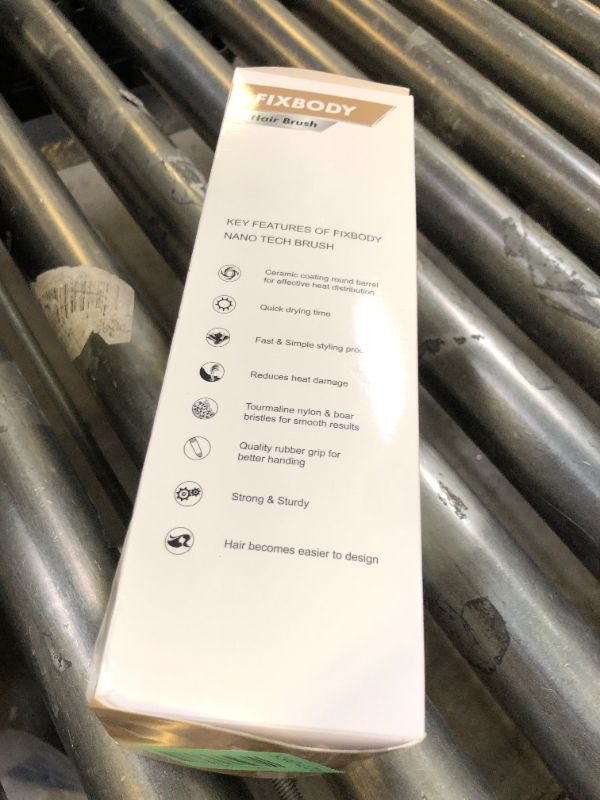 FIXBODY
Hair Brush
KEY FEATURES OF FIXBODY
NANO TECH BRUSH
Ceramic coating round barrel
for effective heat distribution
Quick drying time
Fast & Simple styling
Reduces heat damage
Tourmaline nylon & boar
bristles for smooth results
Quality rubber grip for
better handing
Strong & Sturdy
Hair becomes easier to design